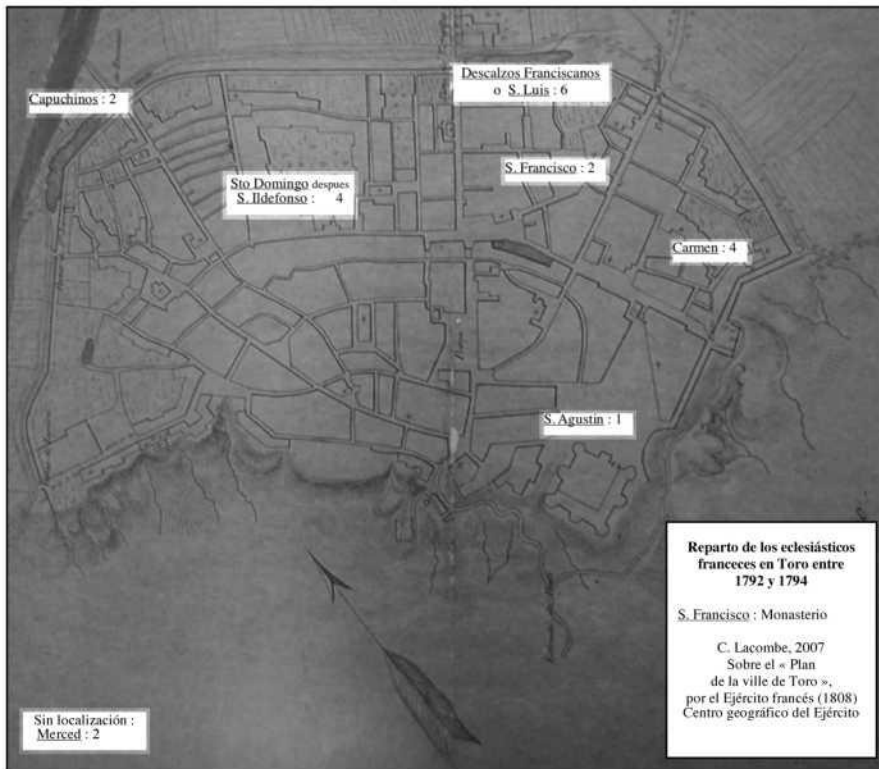 Descalzos Franciscanos
o S. Luis : 6
Capuchinos : 2
S. Francisco : 2
Sto Domingo despues
S. Ildefonso : 4
Carmen : 4
S. Agustín : 1
Reparto de los eclesiásticos
franceces en Toro entre
1792 y 1794
S. Francisco : Monasterio
C. Lacombe, 2007
Sobre el « Plan
de la ville de Toro »,
por el Ejército francés (1808)
Centro geográfico del Ejército
Sin localización :
Merced : 2